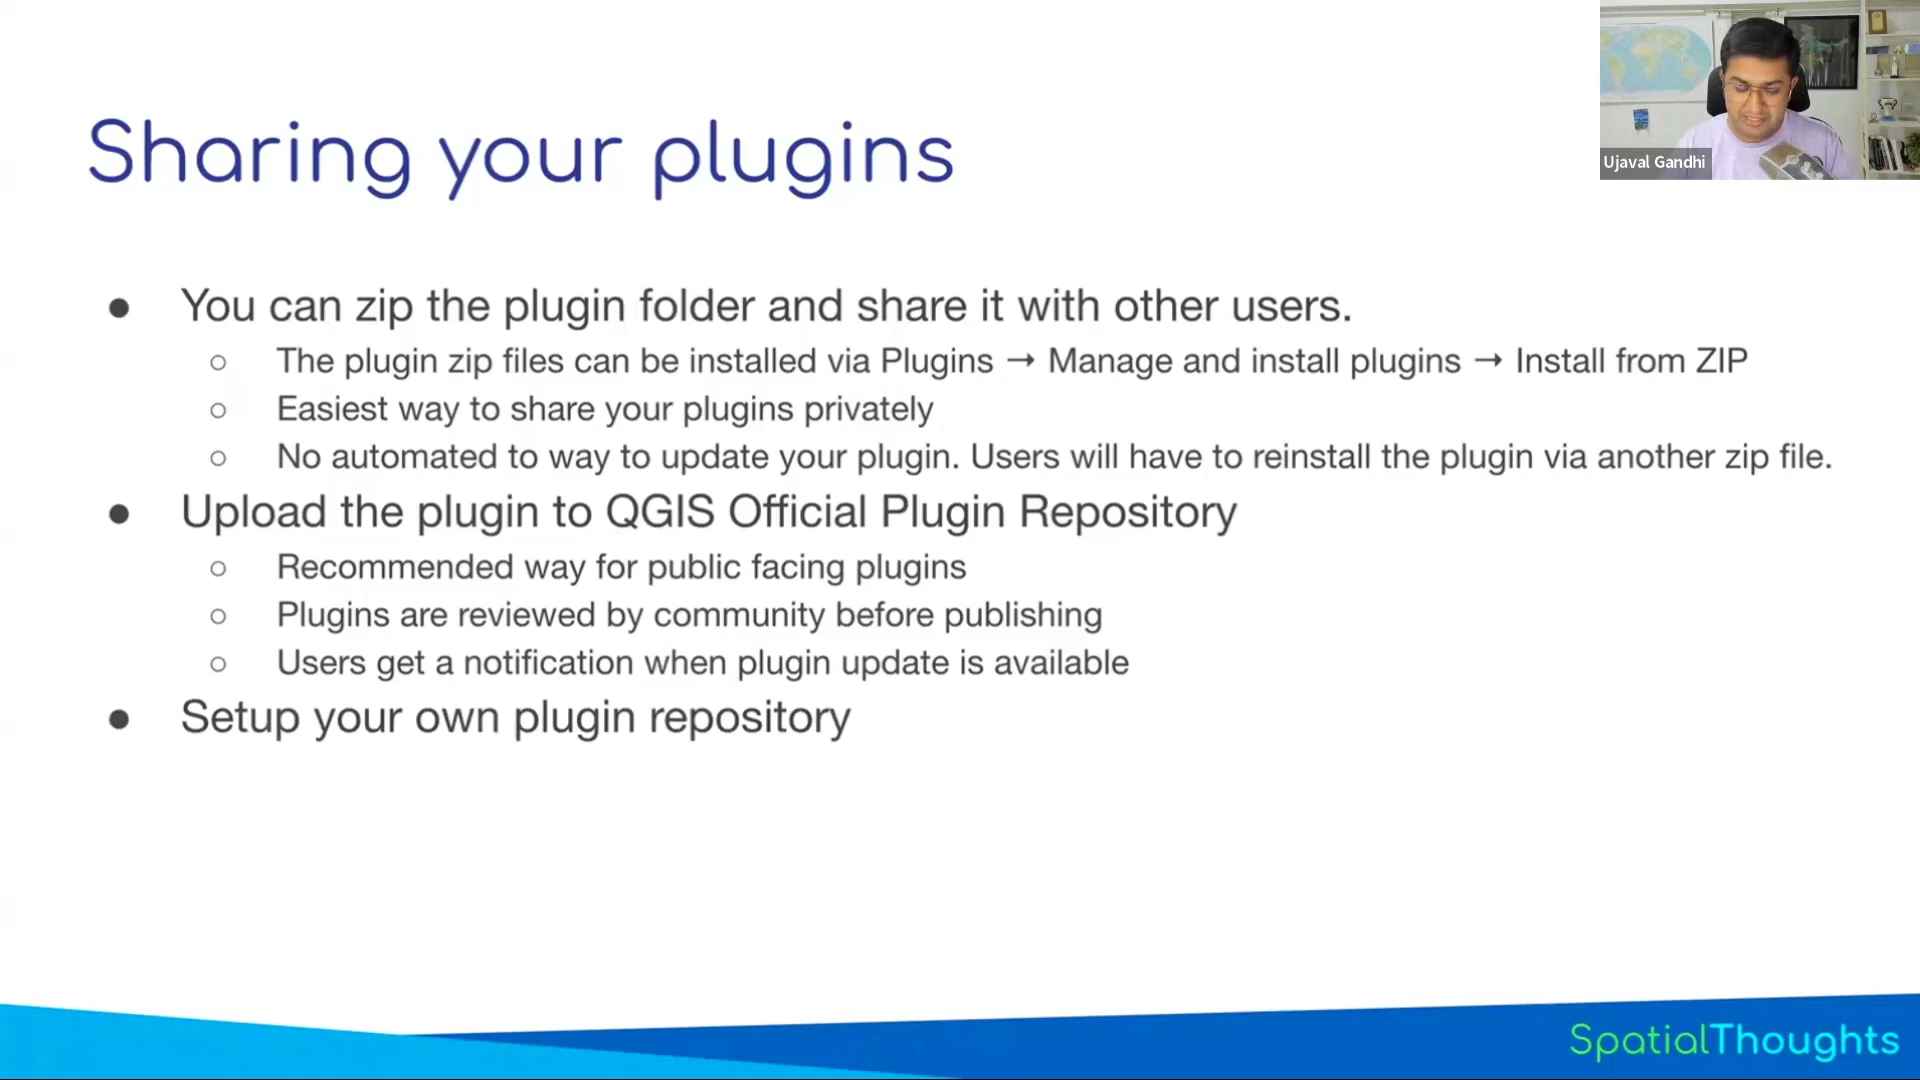 Sharing your plugins
Ujaval Gandhi
You can zip the plugin folder and share it with other users.
The plugin zip files can be installed via Plugins → Manage and install plugins → Install from ZIP
Easiest way to share your plugins privately
No automated to way to update your plugin. Users will have to reinstall the plugin via another zip file.
Upload the plugin to QGIS Official Plugin Repository
Recommended way for public facing plugins
Plugins are reviewed by community before publishing
Users get a notification when plugin update is available
Setup your own plugin repository
SpatialThoughts